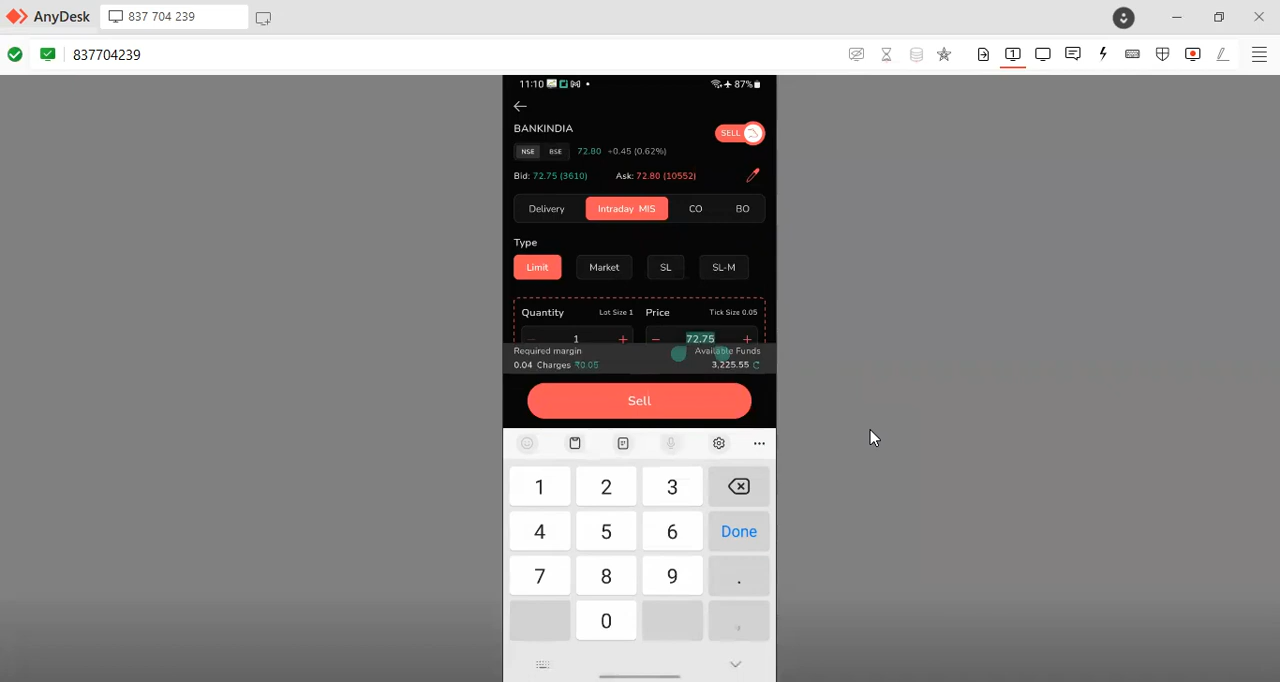 AnyDesk 837 704 239
837704239
11:10 87%
BANKINDIA
SELL
NSE BSE 72.80 +0.45 (0.62%)
Bid: 72.75 (3610) Ask: 72.80 (10552)
Delivery Intraday MIS CO BO
Type
Limit Market SL SL-M
Quantity Lot Size 1 Price Tick Size 0.05
− 1 + − 72.75 +
Required margin Available Funds
0.04 Charges ₹0.05 3,225.55
Sell
1 2 3
4 5 6 Done
7 8 9 .
0 ,